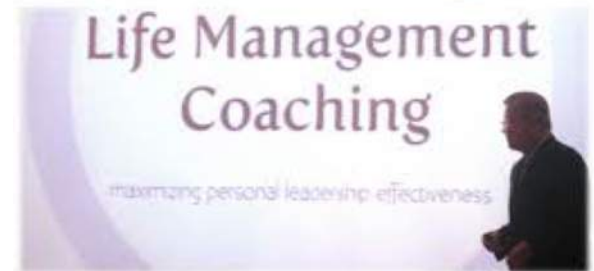 Life Management
Coaching
maximizing personal leadership effectiveness